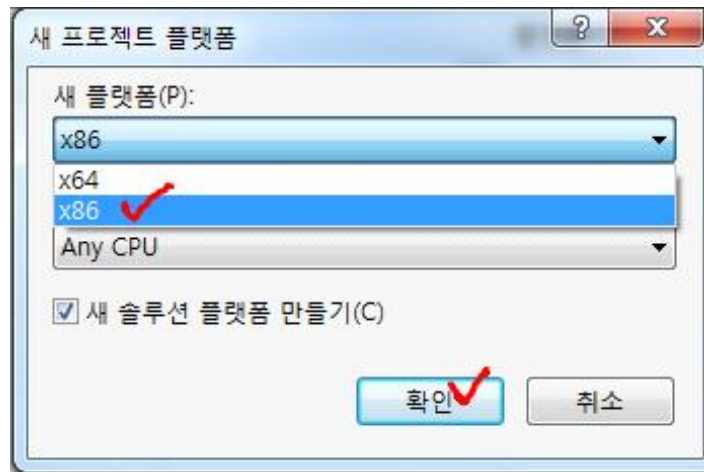 새 프로젝트 플랫폼
새 플랫폼(P):
x86
x64
x86
Any CPU
새 솔루션 플랫폼 만들기(C)
확인
취소